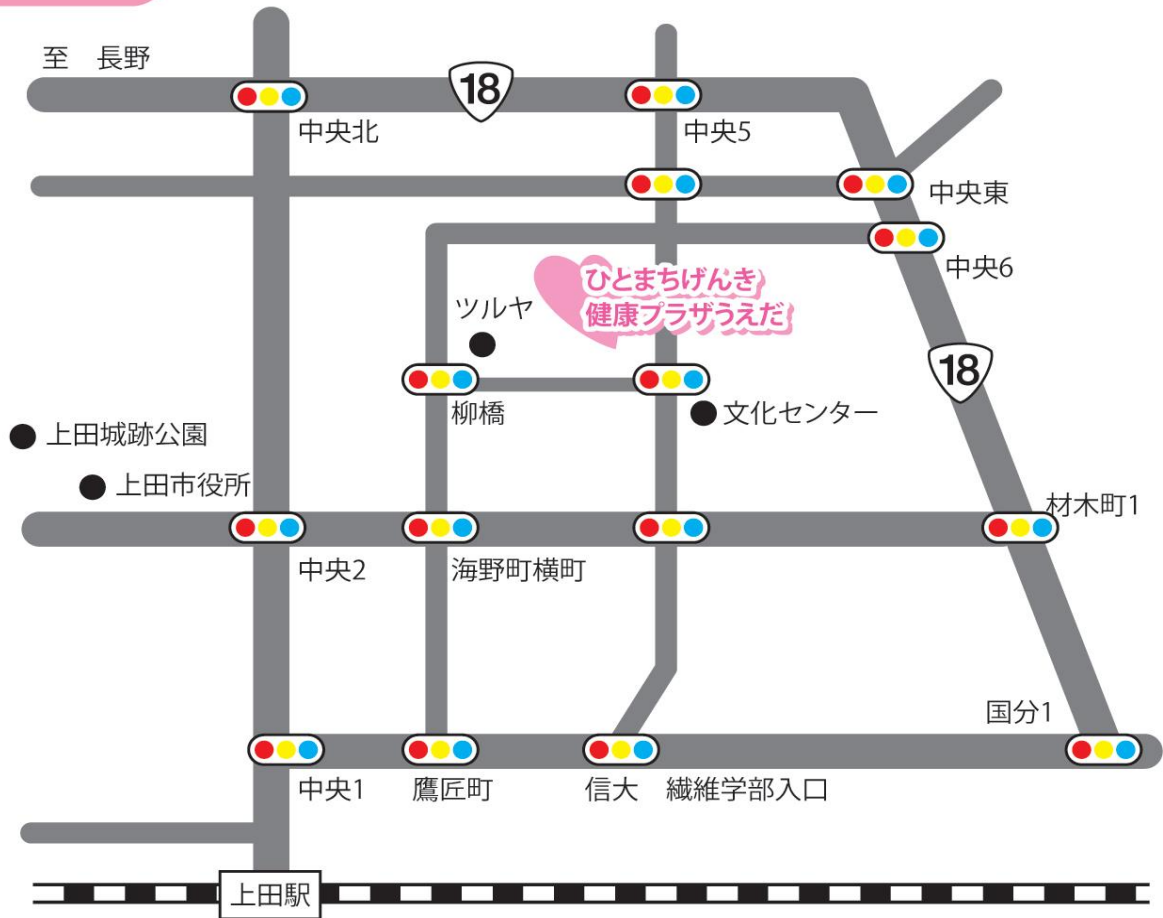 至　長野
18
中央北
中央5
中央東
中央6
ひとまちげんき
健康プラザうえだ
ツルヤ
18
柳橋
文化センター
上田城跡公園
上田市役所
材木町1
中央2
海野町横町
国分1
中央1
鷹匠町
信大　繊維学部入口
上田駅